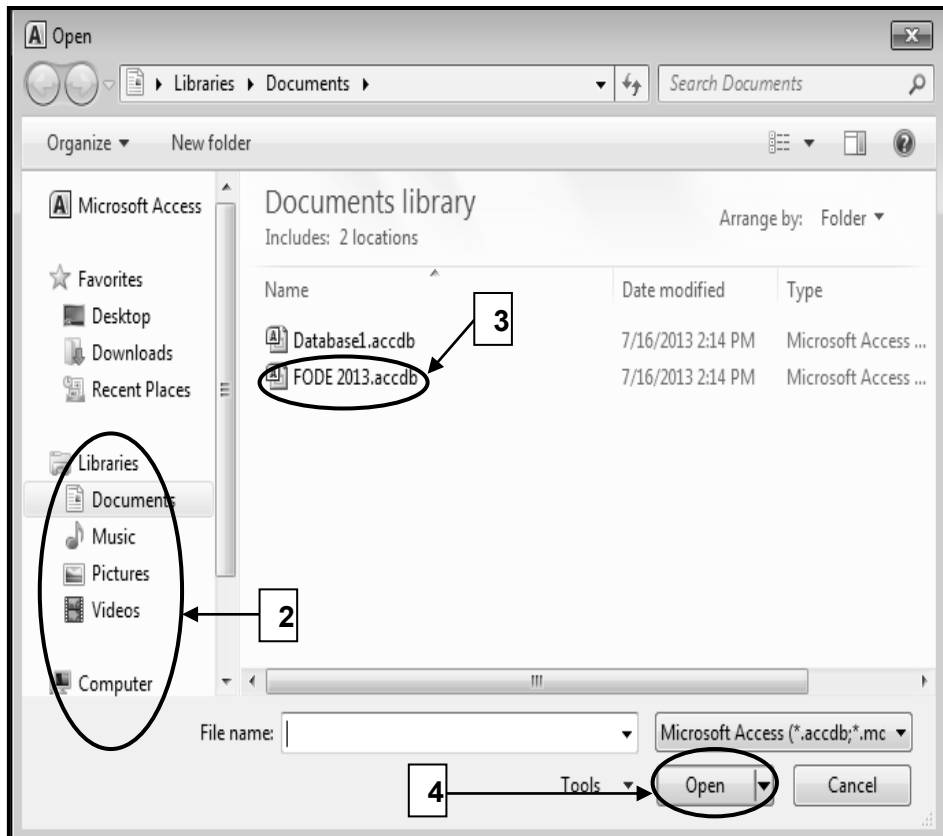 A Open
Libraries Documents Search Documents
Organize New folder
A Microsoft Access
Favorites
Desktop
Downloads
Recent Places
Libraries
Documents
Music
Pictures
Videos
Computer
2
Documents library
Includes: 2 locations
Arrange by: Folder
Name Date modified Type
Database1.accdb 7/16/2013 2:14 PM Microsoft Access ...
FODE 2013.accdb 7/16/2013 2:14 PM Microsoft Access ...
3
File name: Microsoft Access (*.accdb;*.mc
4
Tools Open Cancel